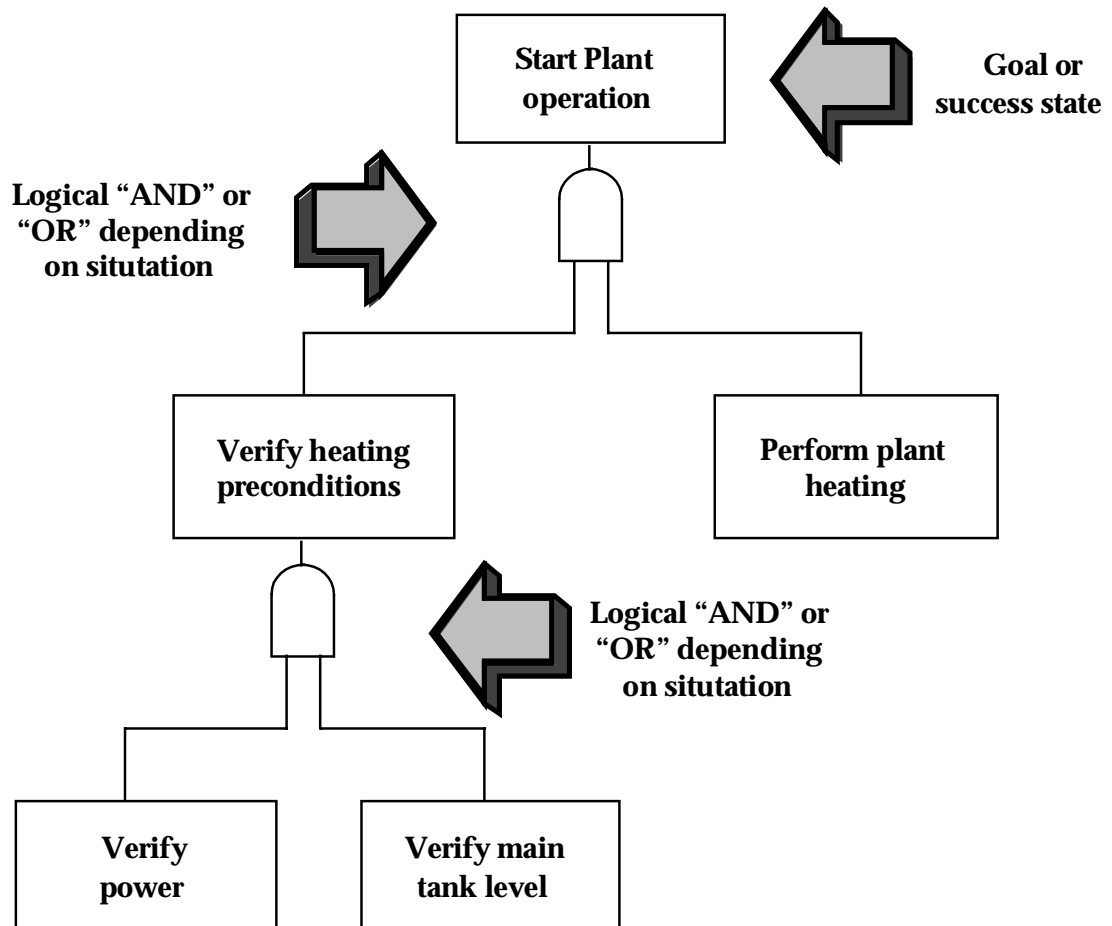 Start Plant
operation
Goal or
success state
Logical “AND” or
“OR” depending
on situtation
Verify heating
preconditions
Perform plant
heating
Logical “AND” or
“OR” depending
on situtation
Verify
power
Verify main
tank level